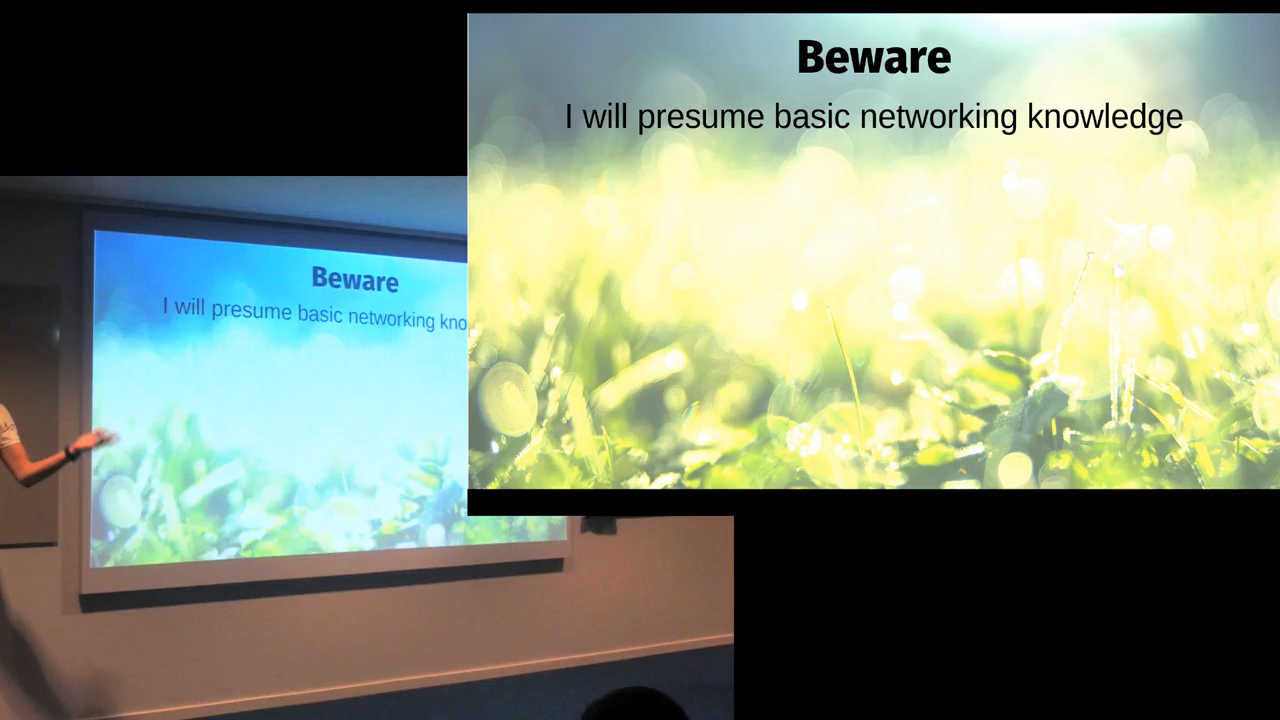 Beware
I will presume basic networking knowledge
Beware
I will presume basic networking kno